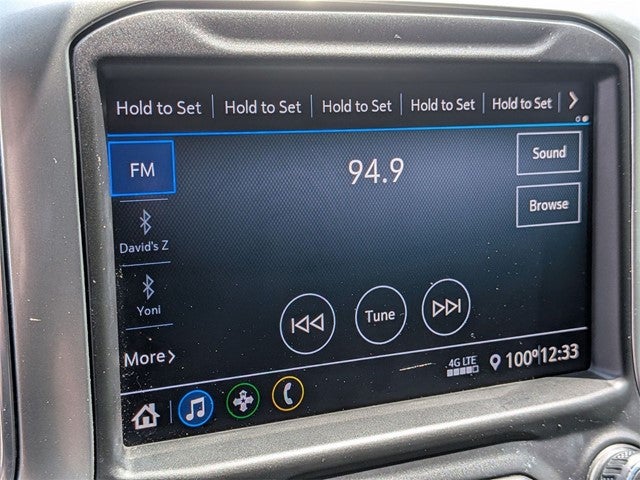 Hold to Set Hold to Set Hold to Set Hold to Set Hold to Set
FM
94.9
Sound
Browse
David's Z
Yoni
Tune
More
4G LTE
100° 12:33